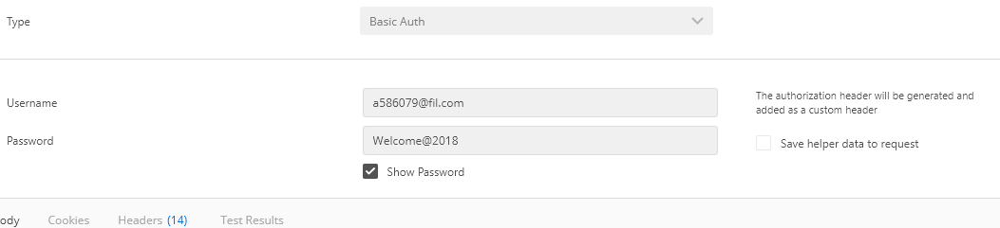 Type
Basic Auth
Username
a586079@fil.com
The authorization header will be generated and
added as a custom header
Password
Welcome@2018
Save helper data to request
Show Password
ody Cookies Headers (14) Test Results